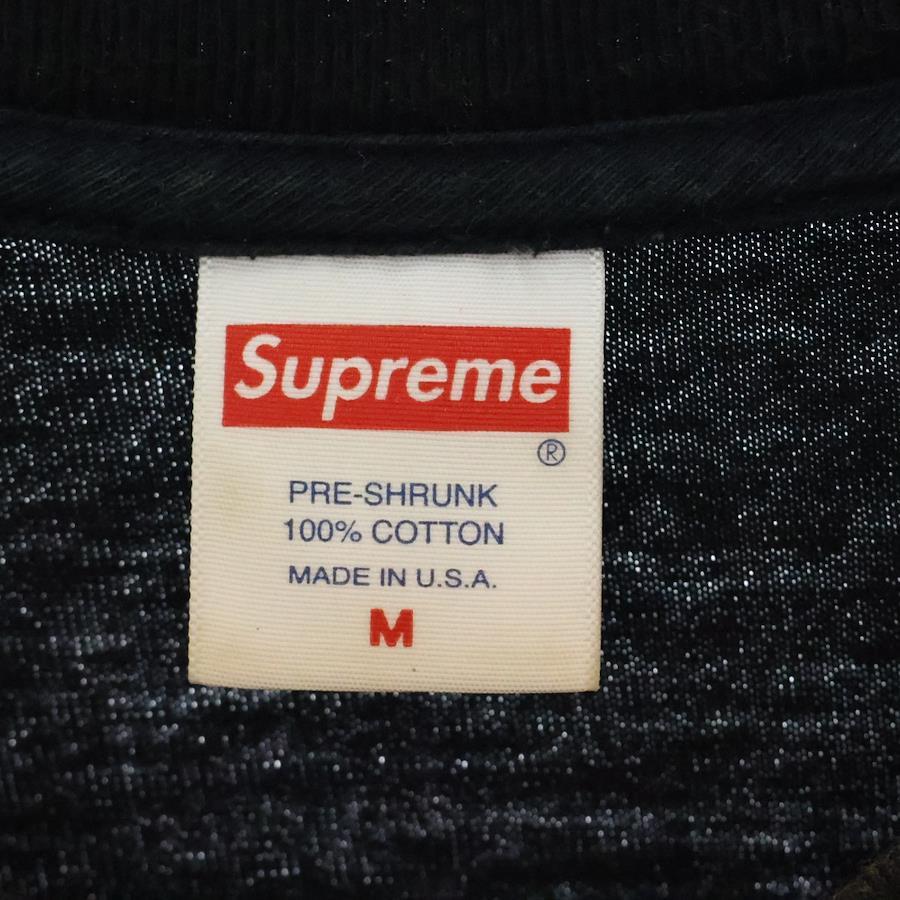 Supreme
®
PRE-SHRUNK
100% COTTON
MADE IN U.S.A.
M